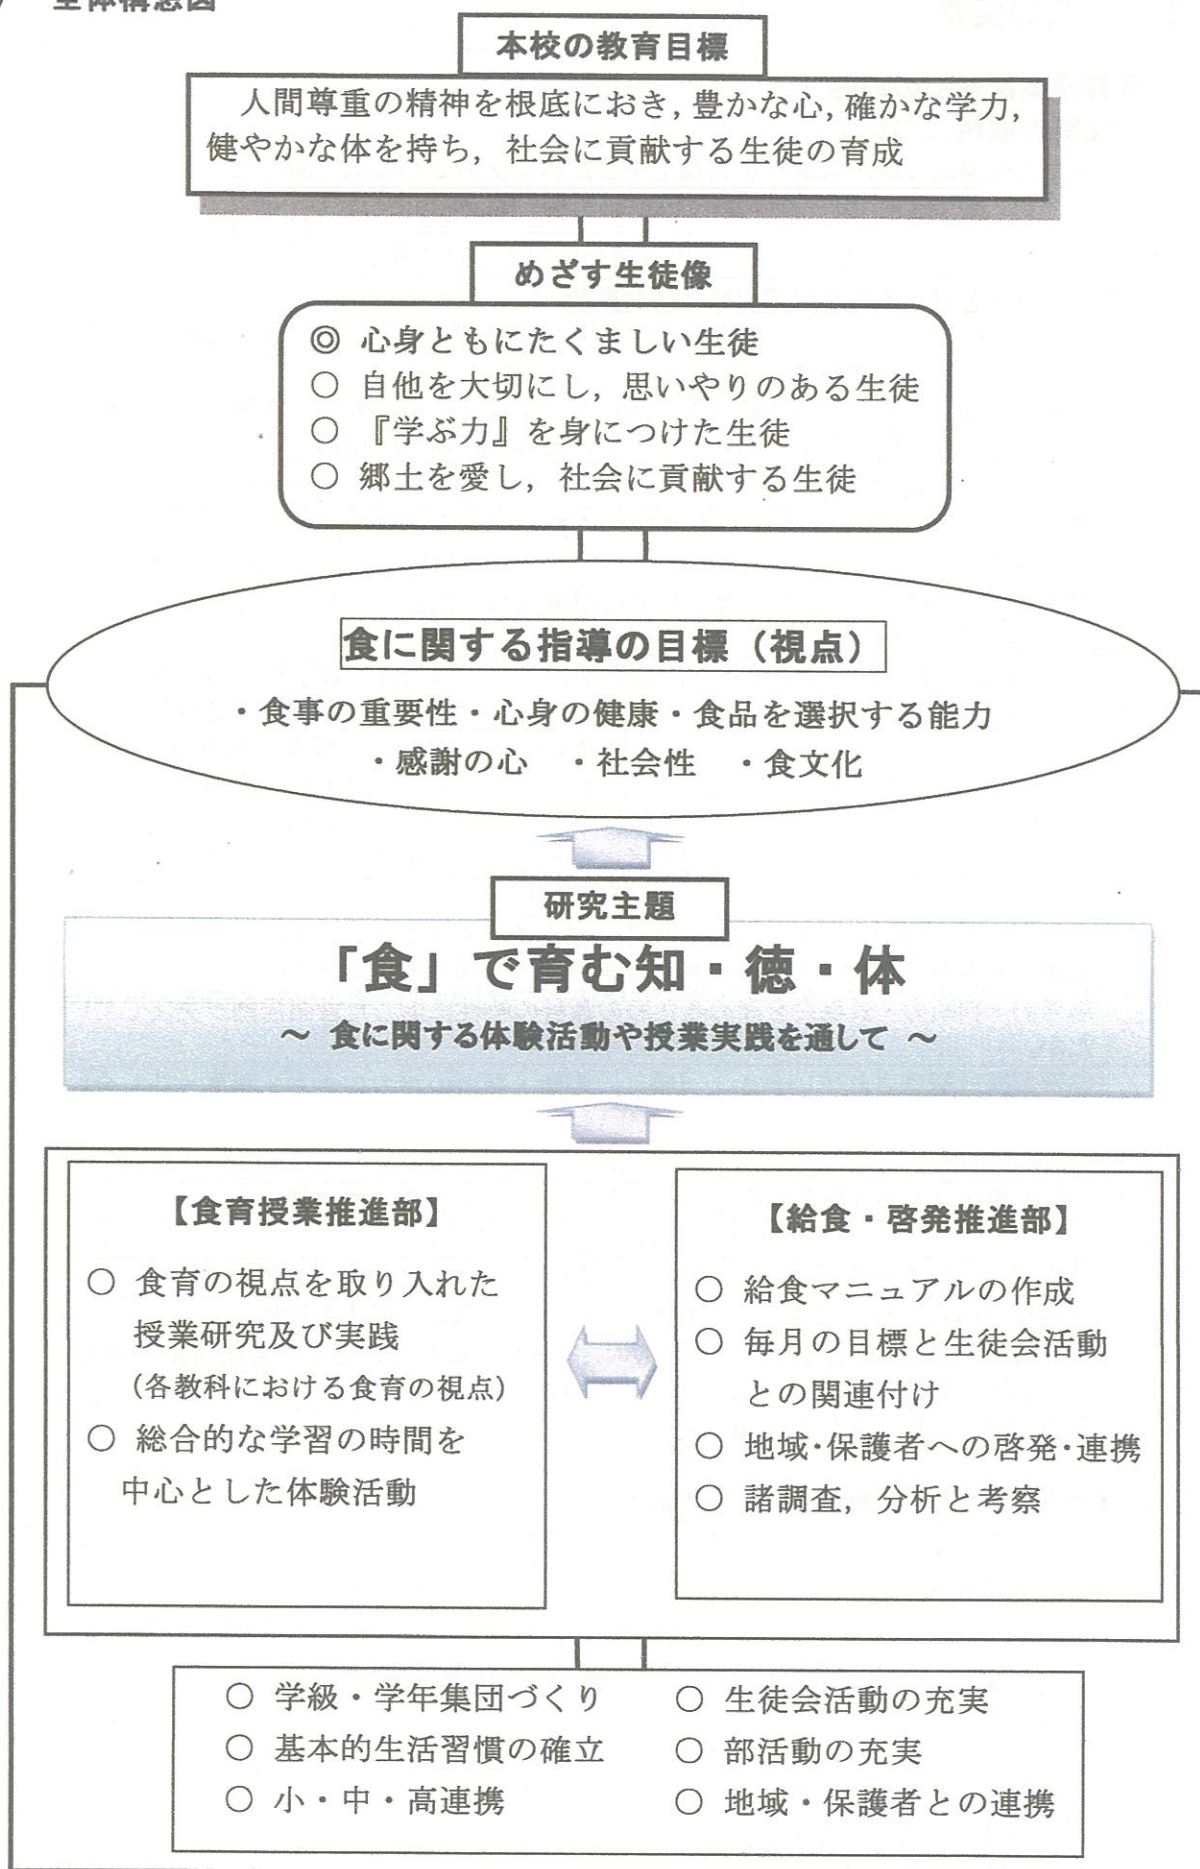 全体構想図
本校の教育目標
人間尊重の精神を根底におき，豊かな心，確かな学力，
健やかな体を持ち，社会に貢献する生徒の育成
めざす生徒像
◎ 心身ともにたくましい生徒
○ 自他を大切にし，思いやりのある生徒
○ 『学ぶ力』を身につけた生徒
○ 郷土を愛し，社会に貢献する生徒
食に関する指導の目標（視点）
・食事の重要性・心身の健康・食品を選択する能力
・感謝の心 ・社会性 ・食文化
研究主題
「食」で育む知・徳・体
～ 食に関する体験活動や授業実践を通して ～
【食育授業推進部】
○ 食育の視点を取り入れた
授業研究及び実践
（各教科における食育の視点）
○ 総合的な学習の時間を
中心とした体験活動
【給食・啓発推進部】
○ 給食マニュアルの作成
○ 毎月の目標と生徒会活動
との関連付け
○ 地域・保護者への啓発・連携
○ 諸調査，分析と考察
○ 学級・学年集団づくり
○ 基本的生活習慣の確立
○ 小・中・高連携
○ 生徒会活動の充実
○ 部活動の充実
○ 地域・保護者との連携